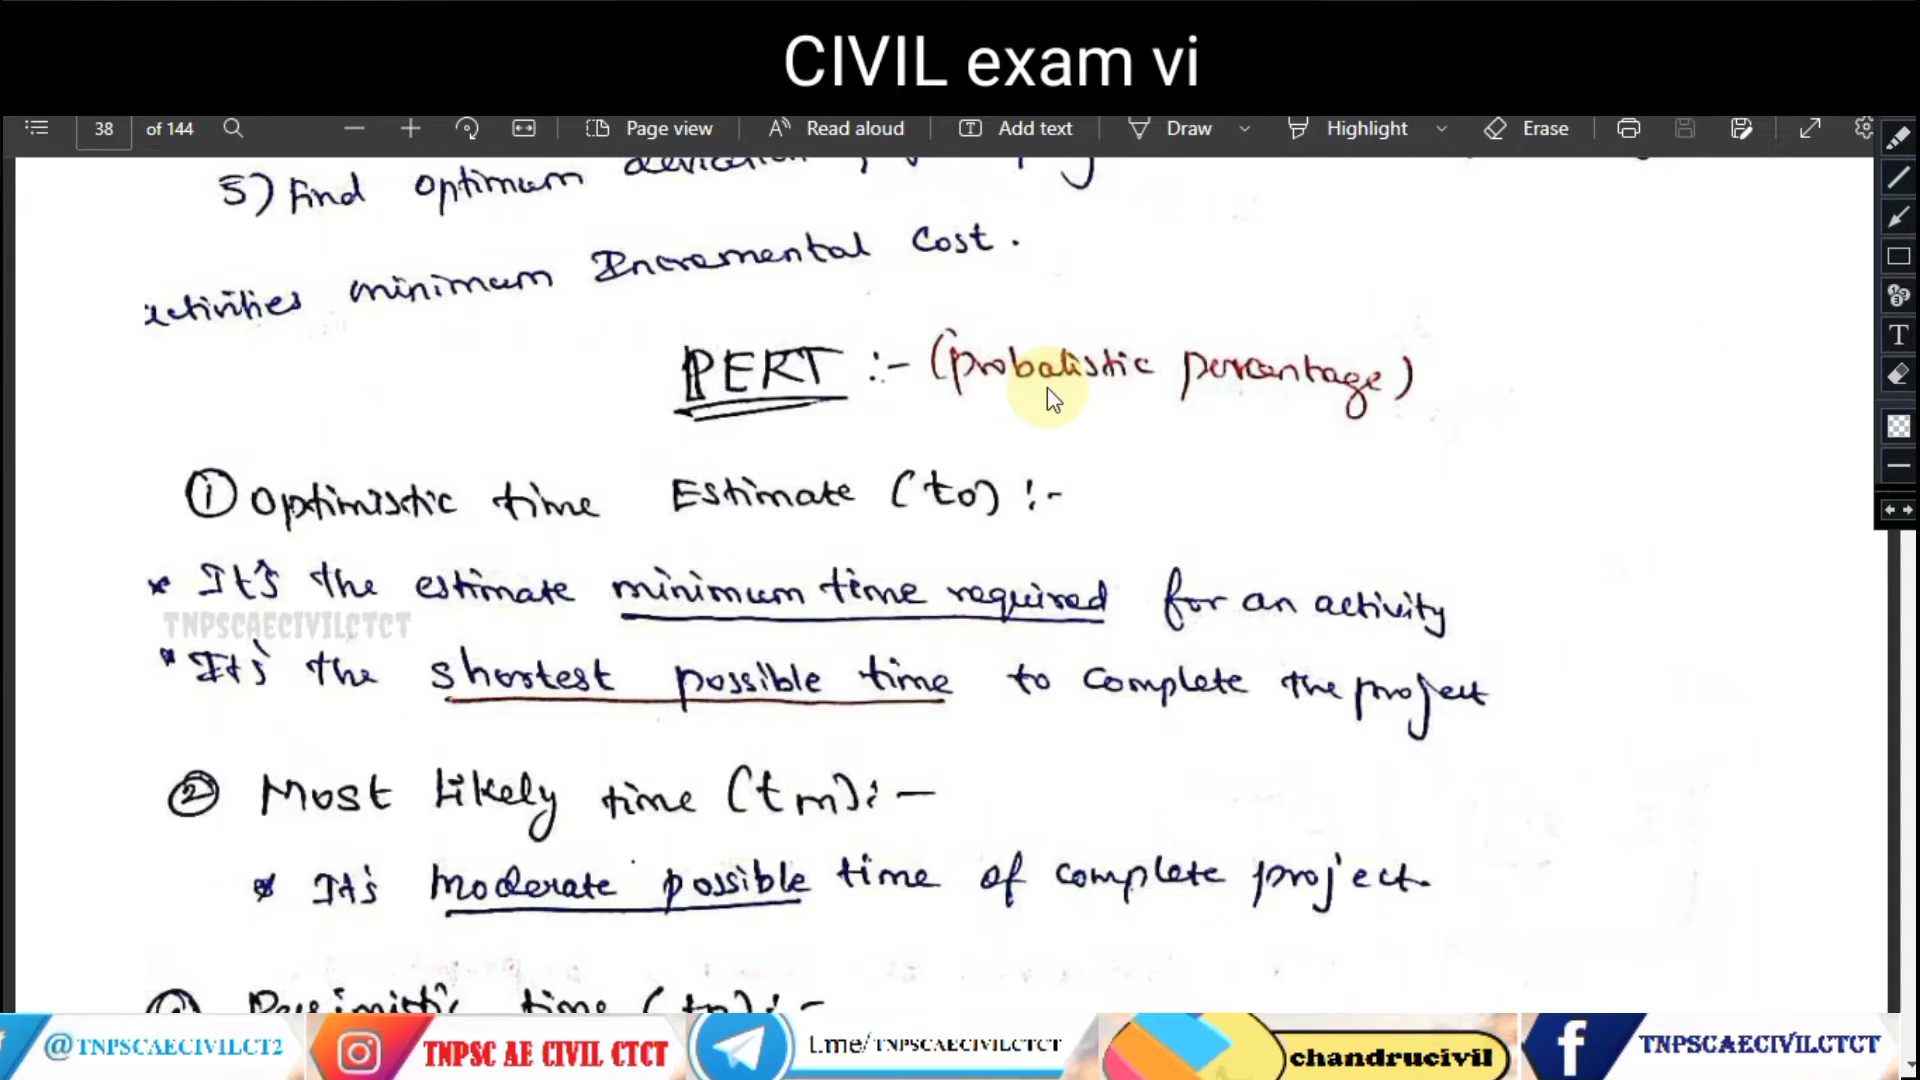 CIVIL exam vi
38 of 144 Page view Read aloud Add text Draw Highlight Erase
5) Find Optimum deviation
activities minimum Incremental Cost.
PERT :- (probalistic percentage)
① Optimistic time Estimate (to) :-
* It's the estimate minimum time required for an activity
TNPSCAECIVILCTCT
* It's the shortest possible time to complete the project
② Most likely time (tm) :-
* It's moderate possible time of complete project.
time (tp) :-
@TNPSCAECIVILCT2 TNPSC AE CIVIL CTCT t.me/TNPSCAECIVILCTCT chandrucivil TNPSCAECIVILCTCT